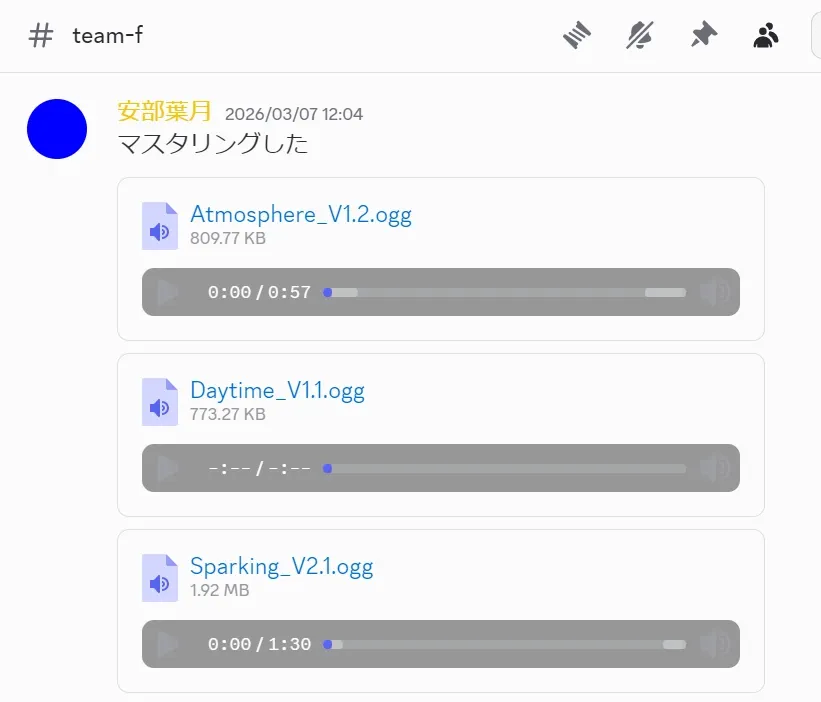 # team-f
安部葉月 2026/03/07 12:04
マスタリングした
Atmosphere_V1.2.ogg
809.77 KB
0:00 / 0:57
Daytime_V1.1.ogg
773.27 KB
-:-- / -:--
Sparking_V2.1.ogg
1.92 MB
0:00 / 1:30